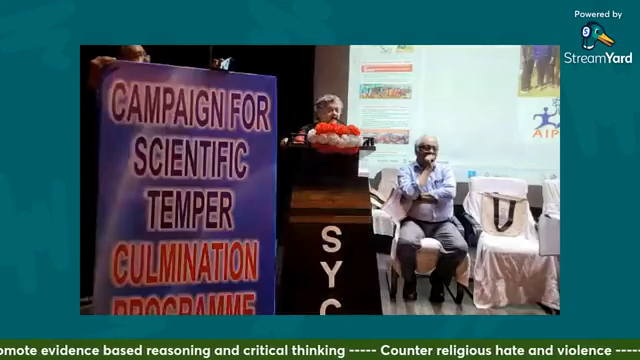 Powered by
StreamYard
CAMPAIGN FOR
SCIENTIFIC
TEMPER
CULMINATION
PROGRAMME
AIP
SYC
omote evidence based reasoning and critical thinking ----- Counter religious hate and violence -----